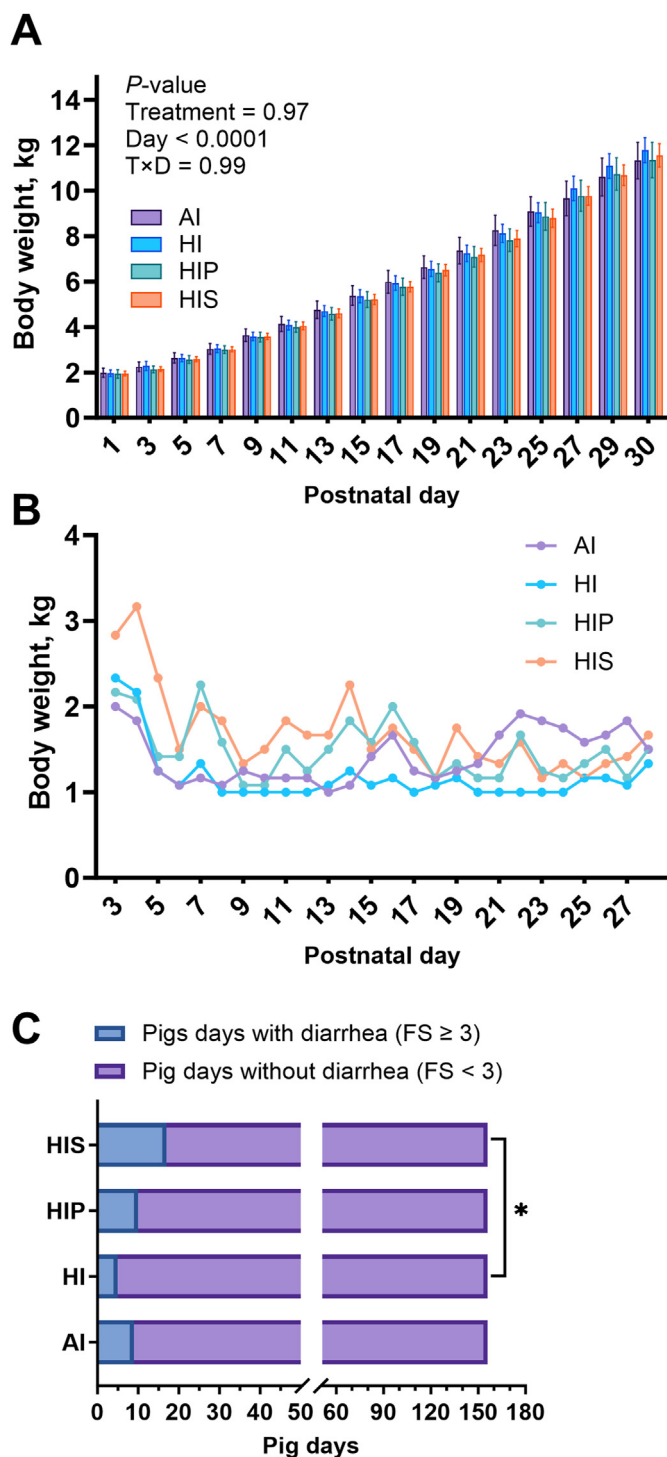 A
P-value
Treatment = 0.97
Day < 0.0001
T×D = 0.99
AI
HI
HIP
HIS
Body weight, kg
14
12
10
8
6
4
2
0
1 3 5 7 9 11 13 15 17 19 21 23 25 27 29 30
Postnatal day
B
AI
HI
HIP
HIS
Body weight, kg
4
3
2
1
0
3 5 7 9 11 13 15 17 19 21 23 25 27
Postnatal day
C
Pigs days with diarrhea (FS ≥ 3)
Pig days without diarrhea (FS < 3)
HIS
HIP
HI
AI
*
0 10 20 30 40 50 60 90 120 150 180
Pig days